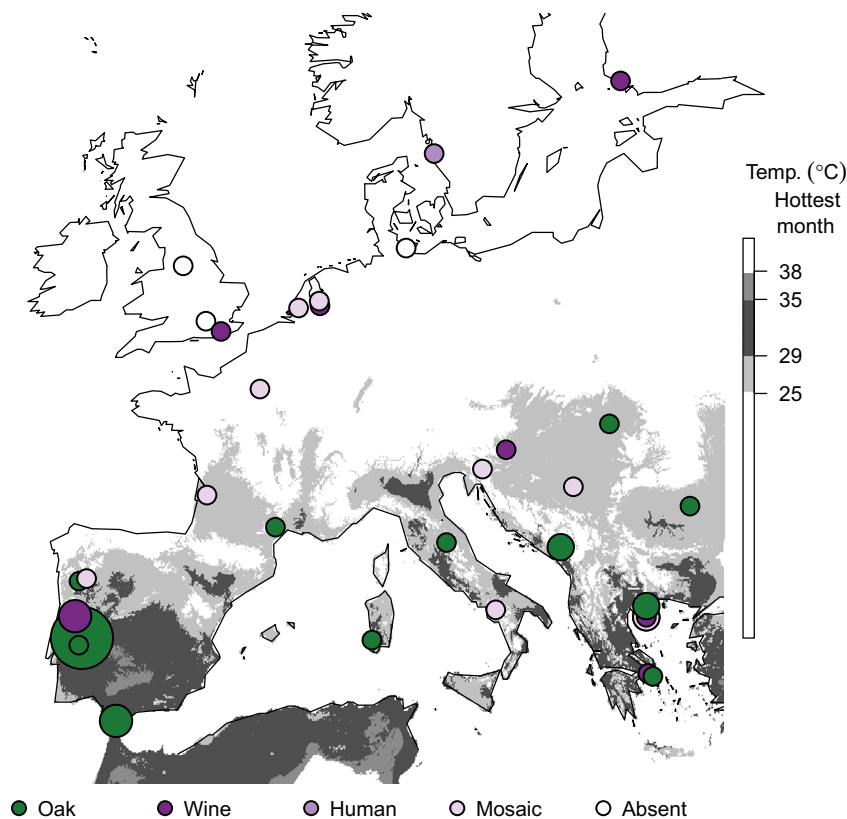 Temp. (°C)
Hottest
month
38
35
29
25
Oak
Wine
Human
Mosaic
Absent